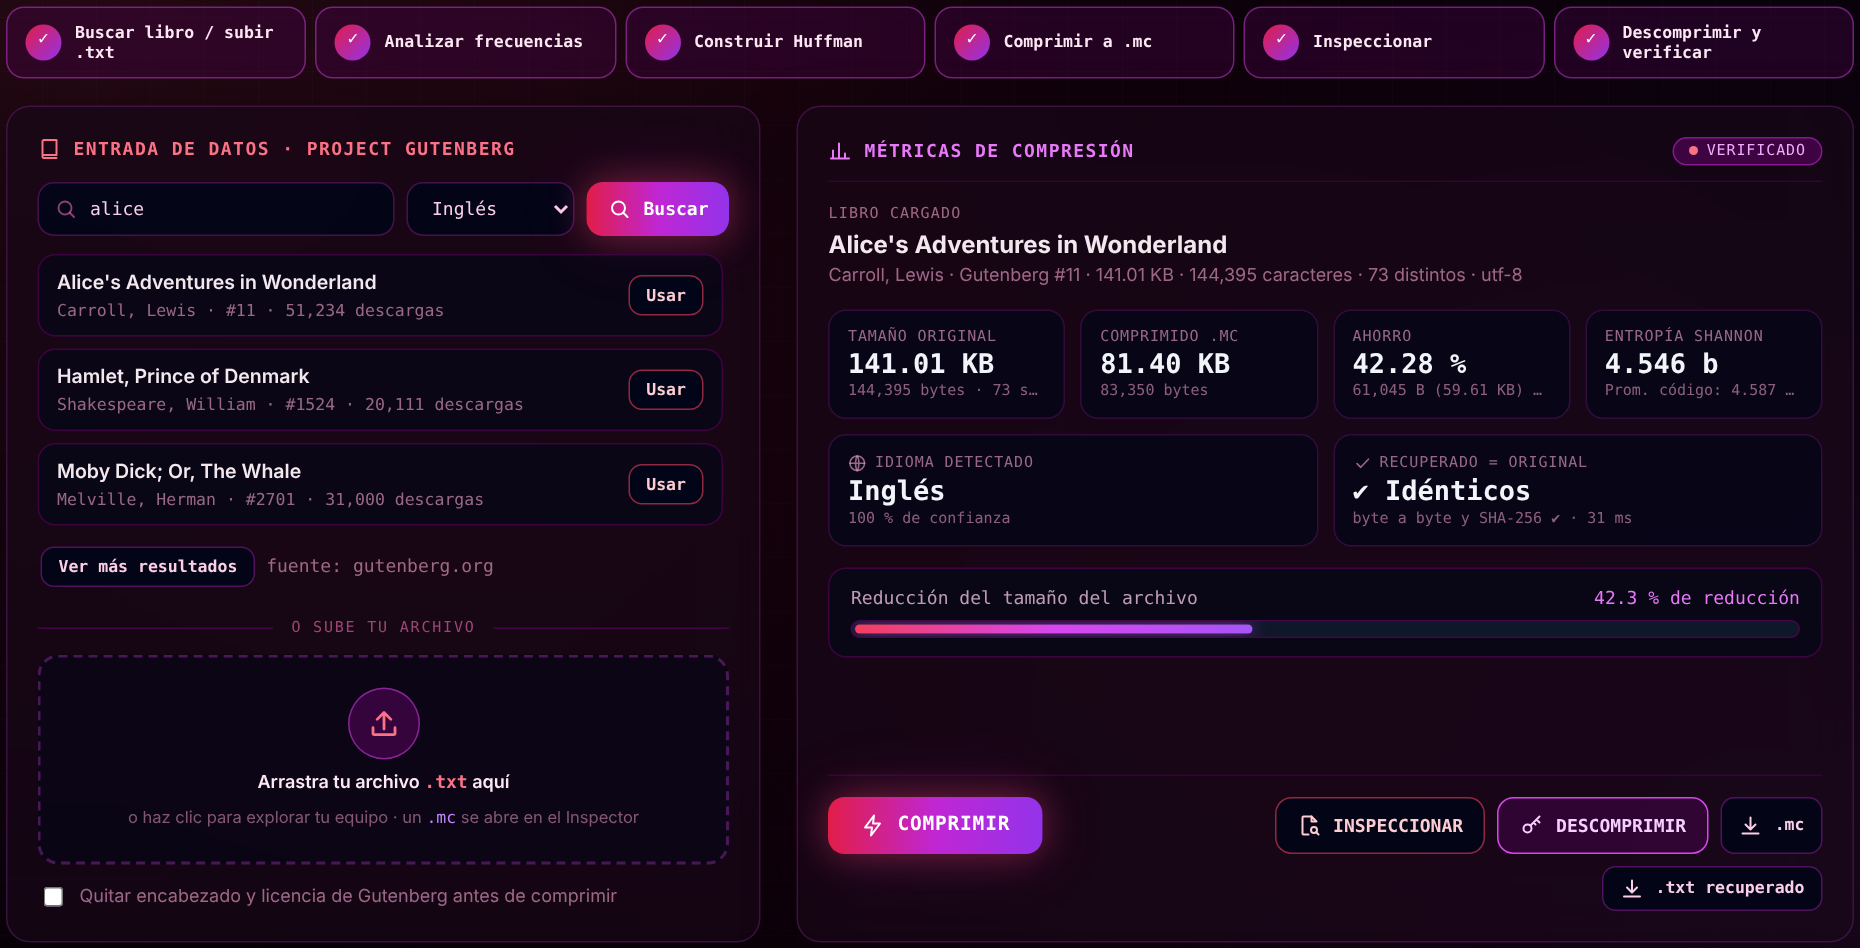 ✓ Buscar libro / subir
.txt
✓ Analizar frecuencias
✓ Construir Huffman
✓ Comprimir a .mc
✓ Inspeccionar
✓ Descomprimir y
verificar
ENTRADA DE DATOS · PROJECT GUTENBERG
alice
Inglés
Buscar
Alice's Adventures in Wonderland
Carroll, Lewis · #11 · 51,234 descargas
Usar
Hamlet, Prince of Denmark
Shakespeare, William · #1524 · 20,111 descargas
Usar
Moby Dick; Or, The Whale
Melville, Herman · #2701 · 31,000 descargas
Usar
Ver más resultados
fuente: gutenberg.org
O SUBE TU ARCHIVO
Arrastra tu archivo .txt aquí
o haz clic para explorar tu equipo · un .mc se abre en el Inspector
Quitar encabezado y licencia de Gutenberg antes de comprimir
MÉTRICAS DE COMPRESIÓN
VERIFICADO
LIBRO CARGADO
Alice's Adventures in Wonderland
Carroll, Lewis · Gutenberg #11 · 141.01 KB · 144,395 caracteres · 73 distintos · utf-8
TAMAÑO ORIGINAL
141.01 KB
144,395 bytes · 73 s…
COMPRIMIDO .MC
81.40 KB
83,350 bytes
AHORRO
42.28 %
61,045 B (59.61 KB) …
ENTROPÍA SHANNON
4.546 b
Prom. código: 4.587 …
IDIOMA DETECTADO
Inglés
100 % de confianza
RECUPERADO = ORIGINAL
✔ Idénticos
byte a byte y SHA-256 ✔ · 31 ms
Reducción del tamaño del archivo
42.3 % de reducción
COMPRIMIR
INSPECCIONAR
DESCOMPRIMIR
.mc
.txt recuperado